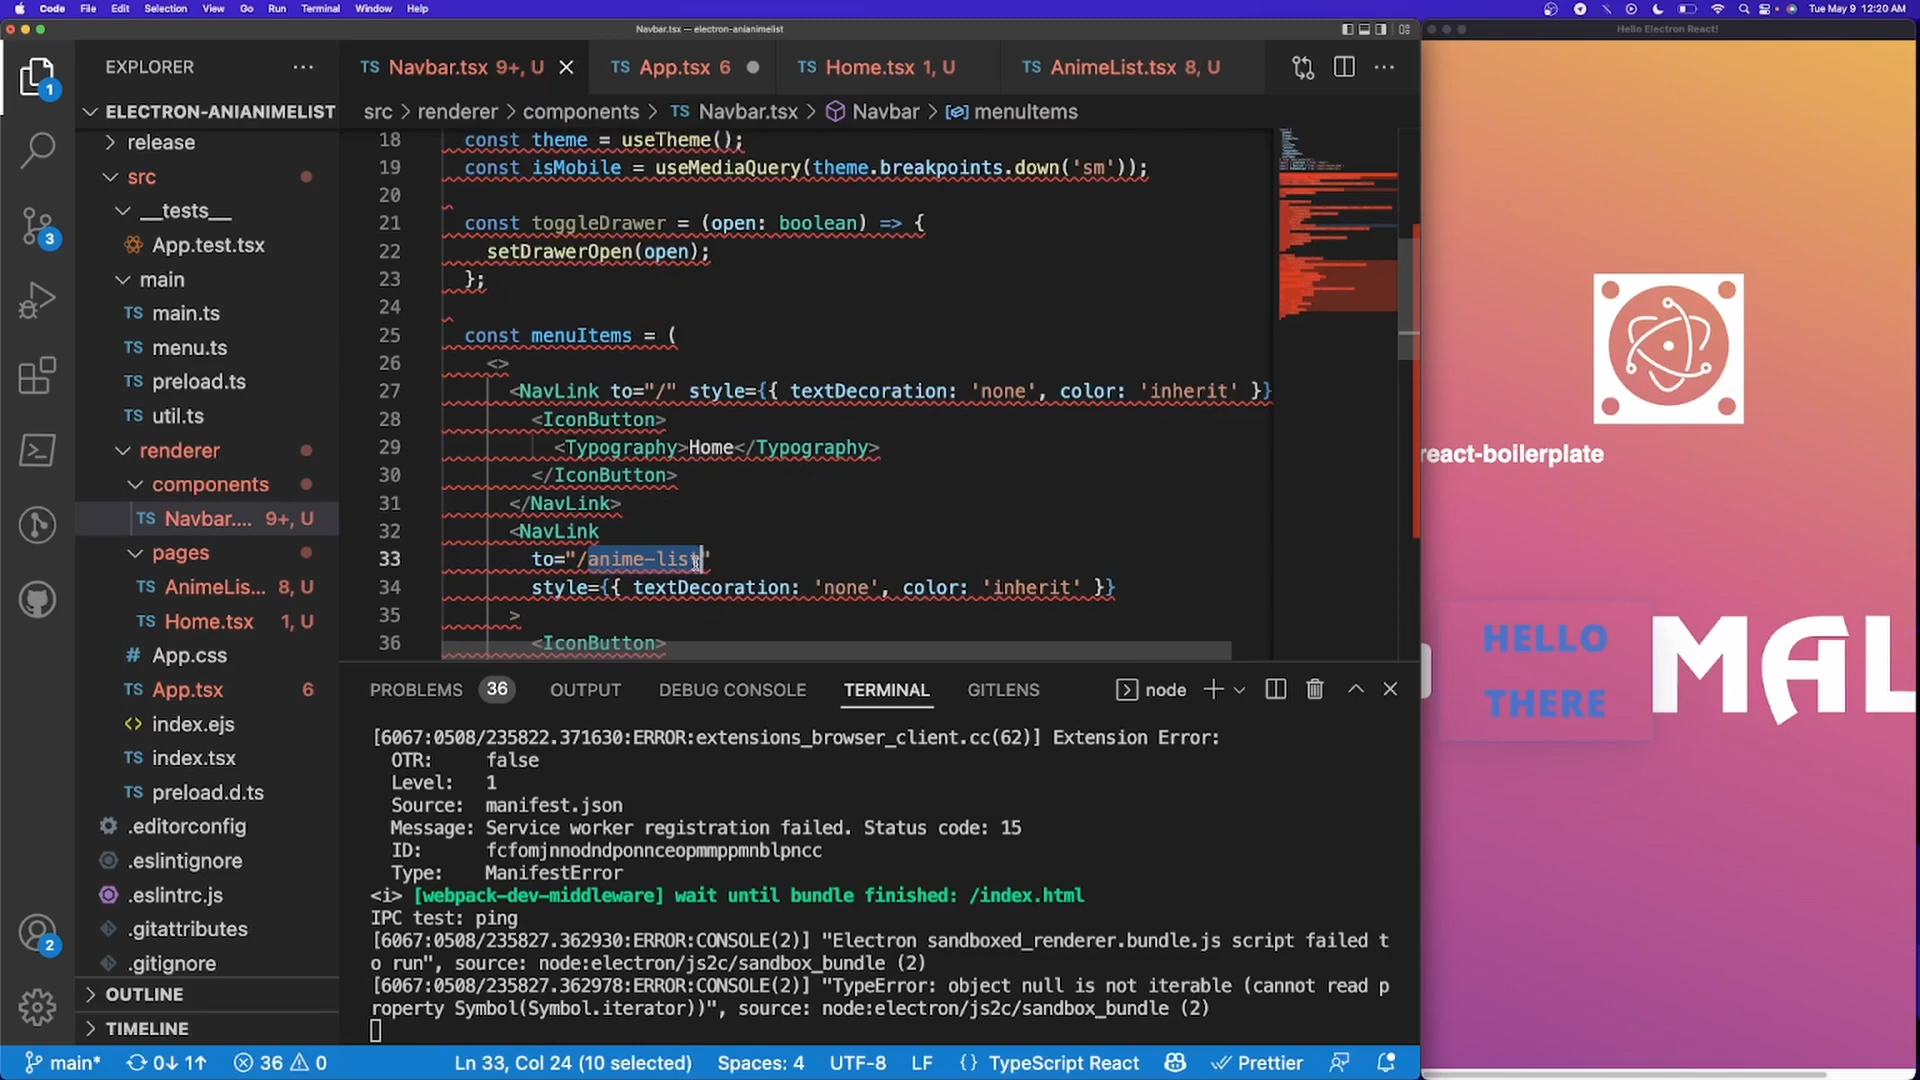 Code File Edit Selection View Go Run Terminal Window Help
Tue May 9 12:20 AM
Navbar.tsx — electron-anianimelist
Hello Electron React!
EXPLORER
Navbar.tsx 9+, U
App.tsx 6
Home.tsx 1, U
AnimeList.tsx 8, U
ELECTRON-ANIANIMELIST
src > renderer > components > Navbar.tsx > Navbar > menuItems
release
src
__tests__
App.test.tsx
main
main.ts
menu.ts
preload.ts
util.ts
renderer
components
Navbar.... 9+, U
pages
AnimeLis... 8, U
Home.tsx 1, U
App.css
App.tsx 6
index.ejs
index.tsx
preload.d.ts
.editorconfig
.eslintignore
.eslintrc.js
.gitattributes
.gitignore
OUTLINE
TIMELINE
1
3
2
18 const theme = useTheme();
19 const isMobile = useMediaQuery(theme.breakpoints.down('sm'));
20
21 const toggleDrawer = (open: boolean) => {
22 setDrawerOpen(open);
23 };
24
25 const menuItems = (
26 <>
27 <NavLink to="/" style={{ textDecoration: 'none', color: 'inherit' }}
28 <IconButton>
29 <Typography>Home</Typography>
30 </IconButton>
31 </NavLink>
32 <NavLink
33 to="/anime-list"
34 style={{ textDecoration: 'none', color: 'inherit' }}
35 >
36 <IconButton>
PROBLEMS 36 OUTPUT DEBUG CONSOLE TERMINAL GITLENS
node
[6067:0508/235822.371630:ERROR:extensions_browser_client.cc(62)] Extension Error:
OTR: false
Level: 1
Source: manifest.json
Message: Service worker registration failed. Status code: 15
ID: fcfomjnnodndponnceopmmppmnblpncc
Type: ManifestError
<i> [webpack-dev-middleware] wait until bundle finished: /index.html
IPC test: ping
[6067:0508/235827.362930:ERROR:CONSOLE(2)] "Electron sandboxed_renderer.bundle.js script failed t
o run", source: node:electron/js2c/sandbox_bundle (2)
[6067:0508/235827.362978:ERROR:CONSOLE(2)] "TypeError: object null is not iterable (cannot read p
roperty Symbol(Symbol.iterator))", source: node:electron/js2c/sandbox_bundle (2)
main* 0↓ 1↑ 36 0 Ln 33, Col 24 (10 selected) Spaces: 4 UTF-8 LF {} TypeScript React Prettier
react-boilerplate
HELLO
THERE
MAL